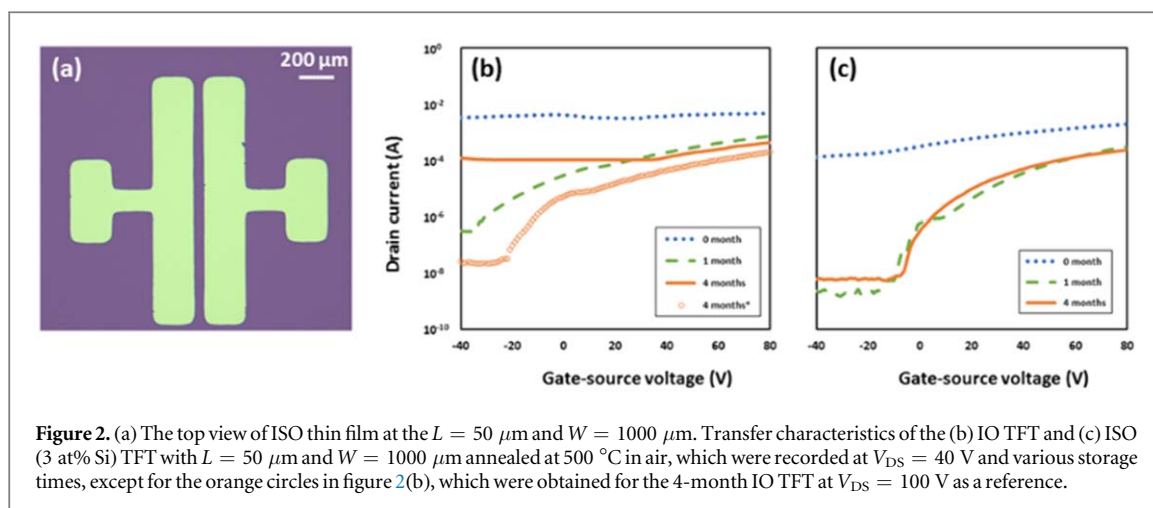 (a)
200 μm
(b)
(c)
10⁰
10⁻²
10⁻⁴
10⁻⁶
10⁻⁸
10⁻¹⁰
Drain current (A)
0 month
1 month
4 months
4 months*
0 month
1 month
4 months
-40 -20 0 20 40 60 80
-40 -20 0 20 40 60 80
Gate-source voltage (V)
Gate-source voltage (V)
Figure 2. (a) The top view of ISO thin film at the L = 50 μm and W = 1000 μm. Transfer characteristics of the (b) IO TFT and (c) ISO
(3 at% Si) TFT with L = 50 μm and W = 1000 μm annealed at 500 °C in air, which were recorded at V_DS = 40 V and various storage
times, except for the orange circles in figure 2(b), which were obtained for the 4-month IO TFT at V_DS = 100 V as a reference.